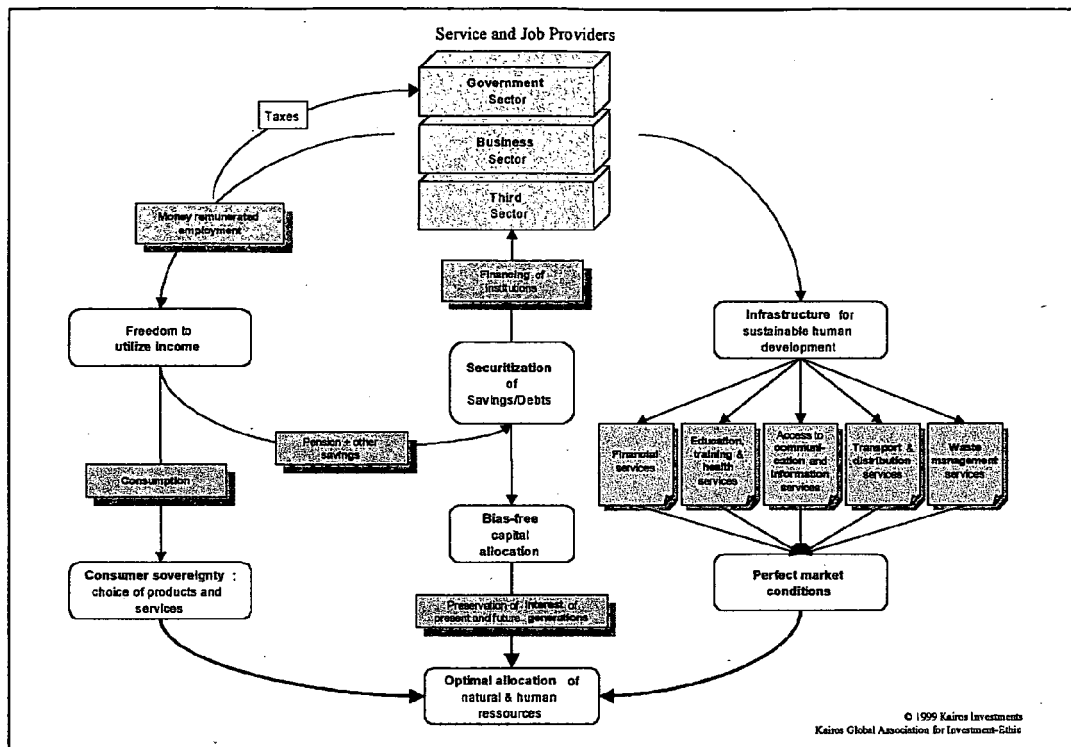 Service and Job Providers
Government
Sector
Taxes
Business
Sector
Third
Sector
Money remunerated
employment
Financing of
institutions
Freedom to
utilize income
Infrastructure for
sustainable human
development
Securitization
of
Savings/Debts
Pension + other
savings
Consumption
Financial
services
Education,
training &
health
services
Access to
communi-
cation and
Information
services
Transport &
distribution
services
Waste
management
services
Bias-free
capital
allocation
Consumer sovereignty :
choice of products and
services
Perfect market
conditions
Preservation of interest of
present and future generations
Optimal allocation of
natural & human
ressources
© 1999 Kairos Investments
Kairos Global Association for Investment-Ethic